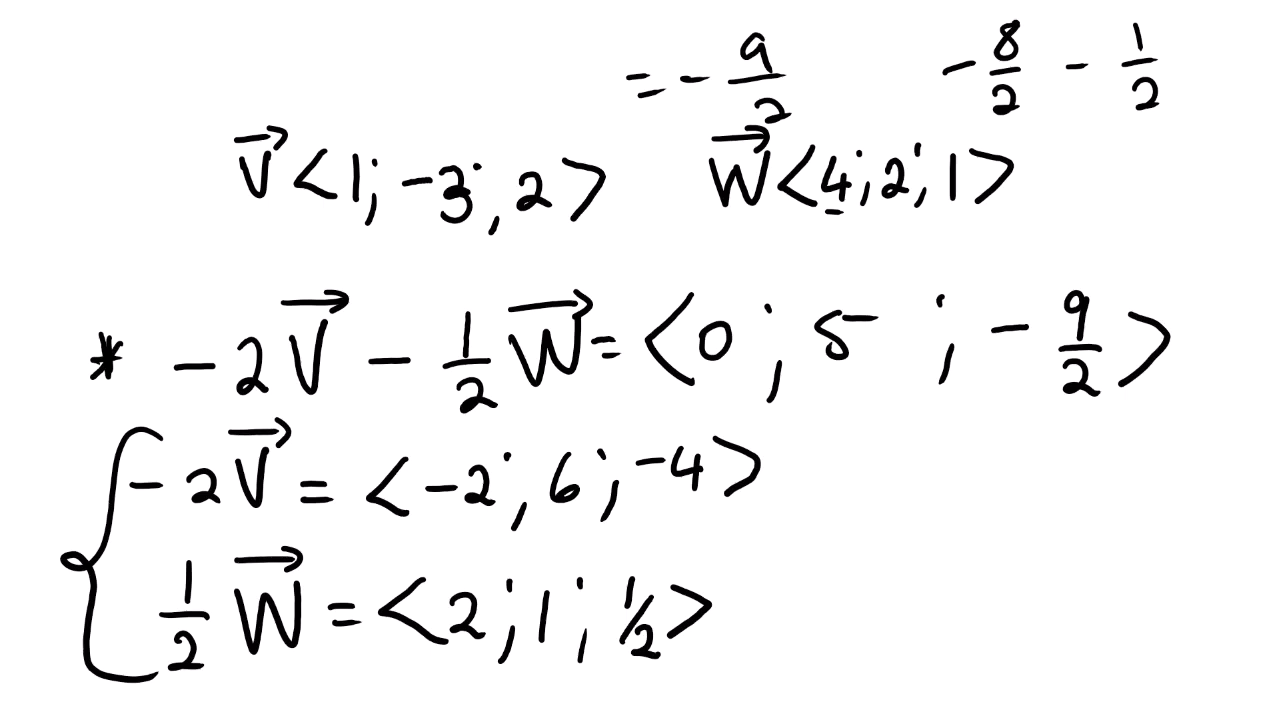 = - 9/2    - 8/2 - 1/2
V⃗ <1; -3; 2>    W⃗ <4; 2; 1>
* - 2V⃗ - 1/2 W⃗ = <0; 5; - 9/2>
- 2V⃗ = <-2; 6; -4>
1/2 W⃗ = <2; 1; 1/2>